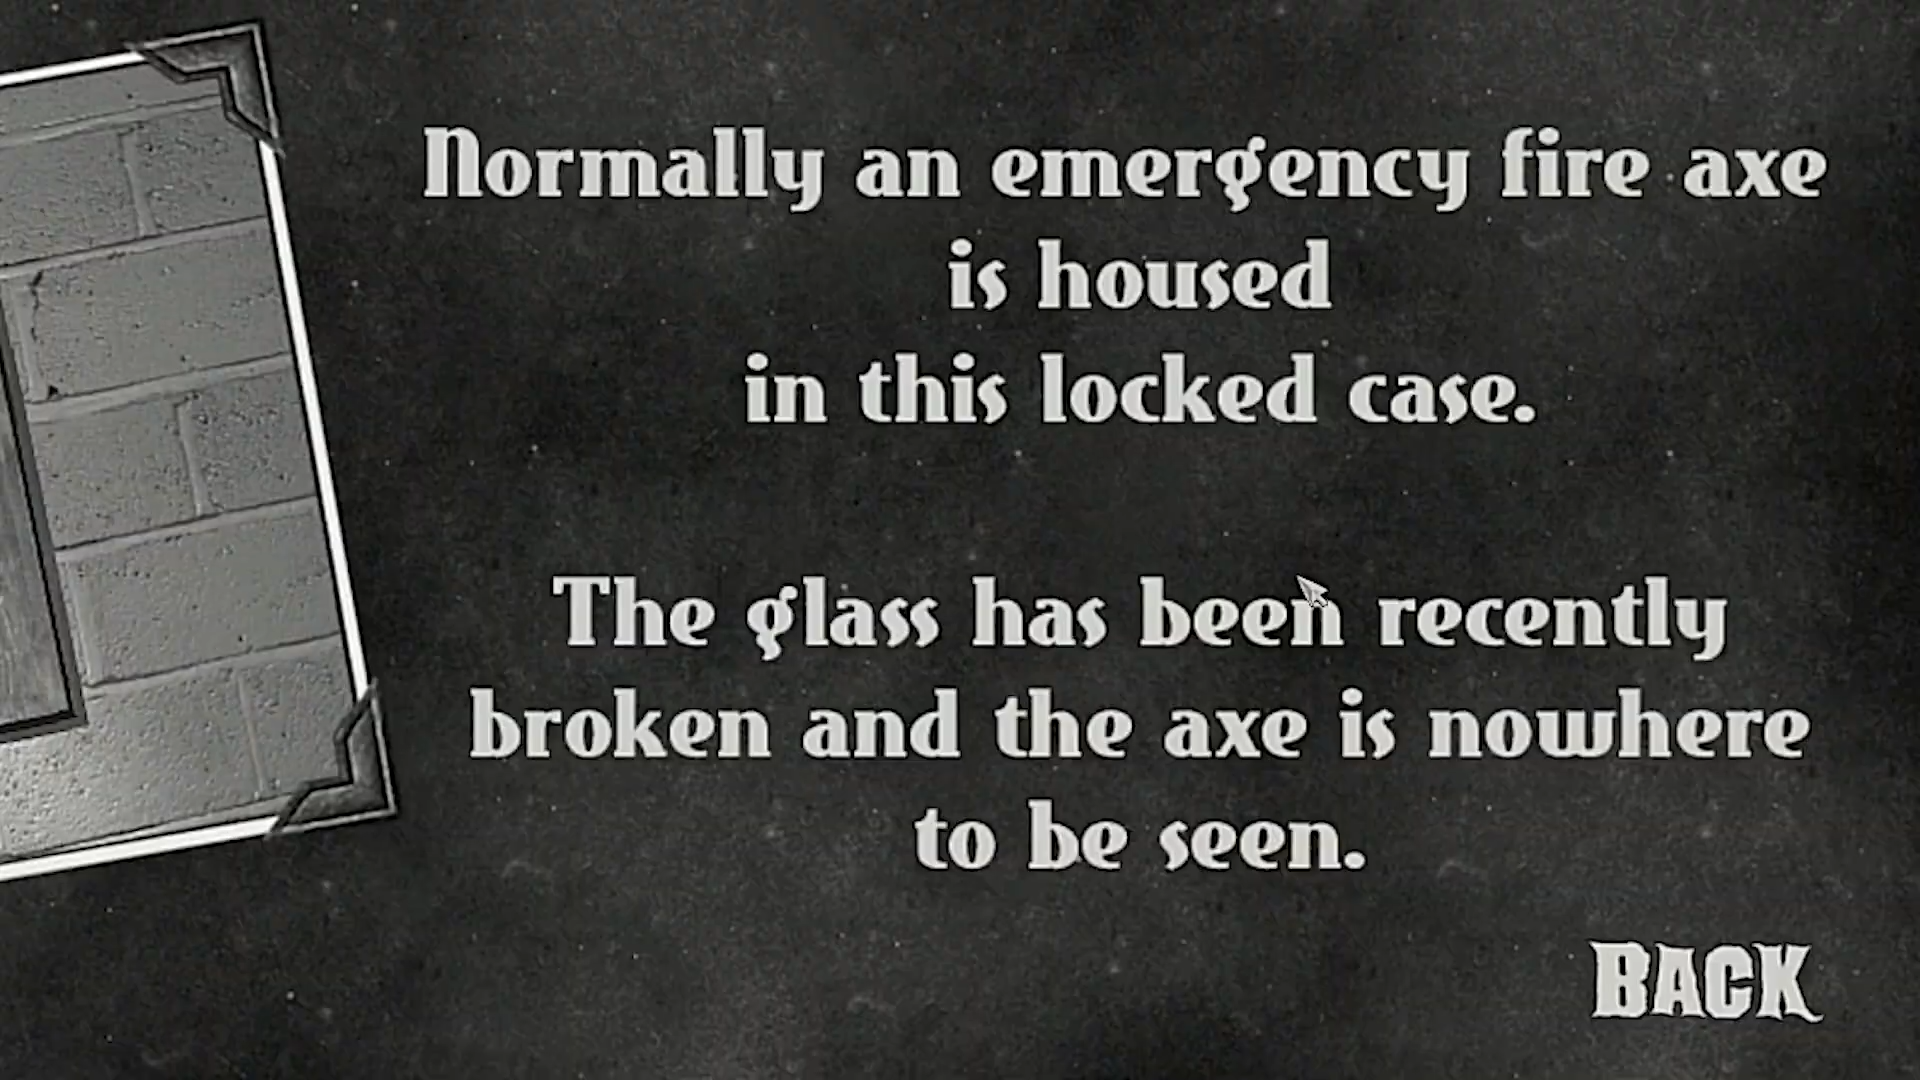 Normally an emergency fire axe
is housed
in this locked case.
The glass has been recently
broken and the axe is nowhere
to be seen.
BACK